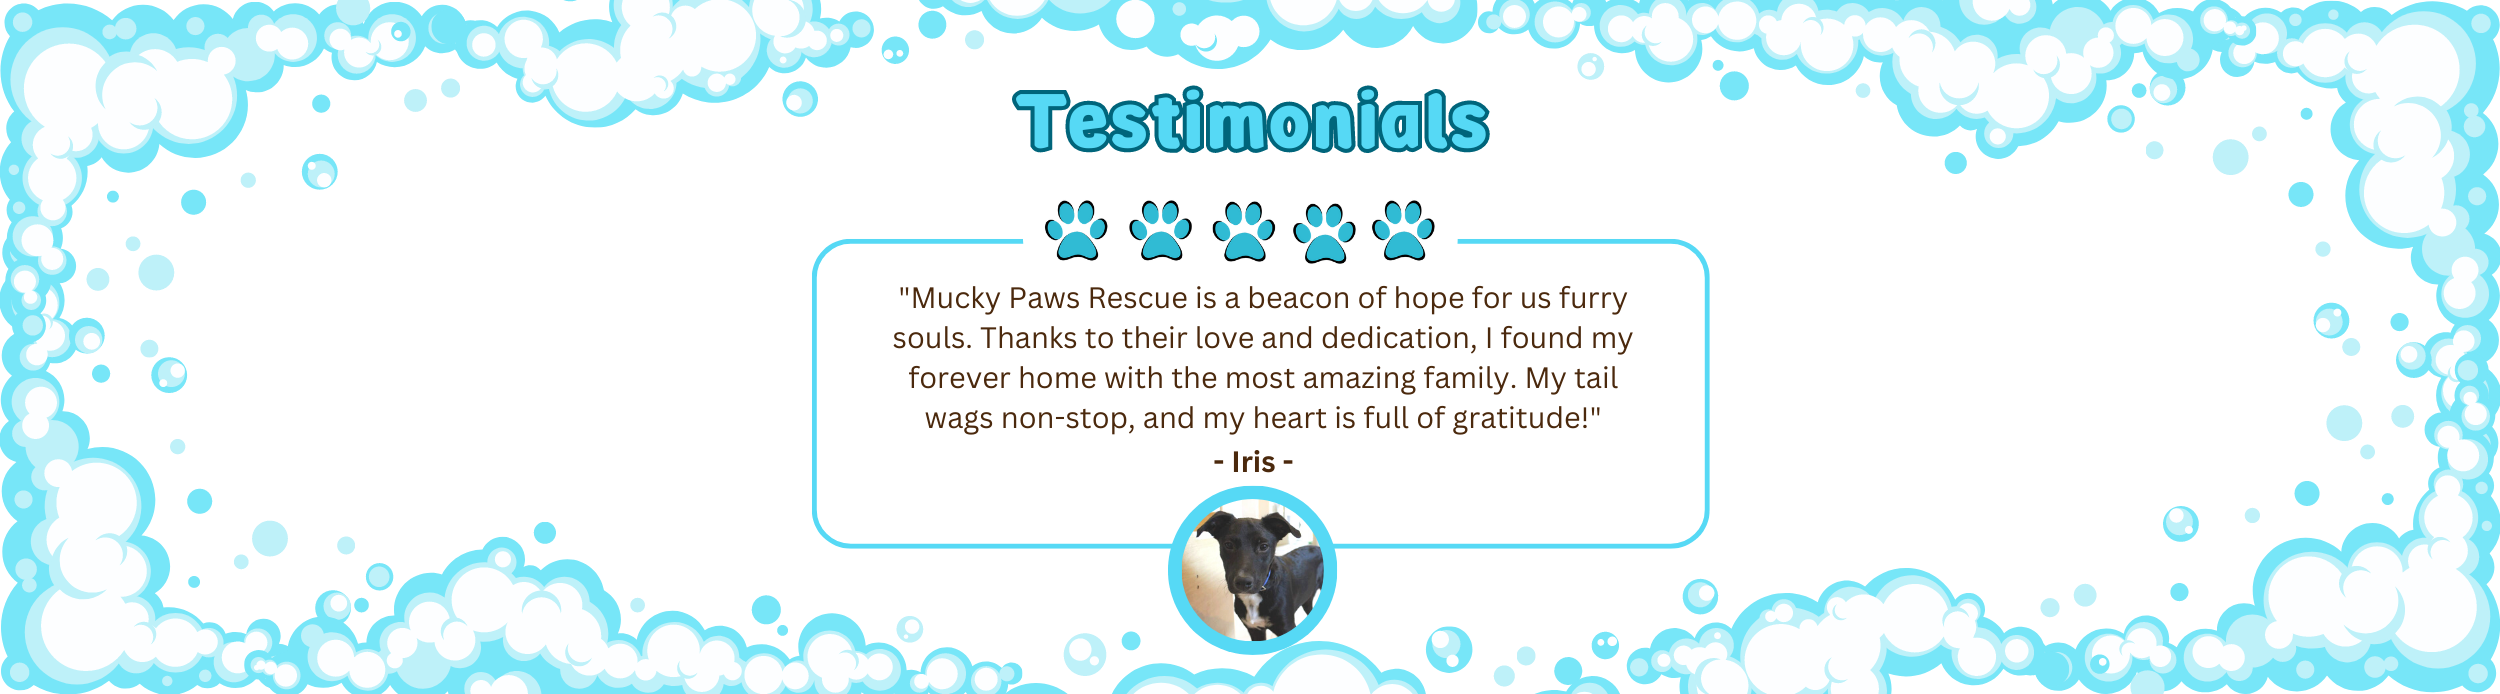 Testimonials
"Mucky Paws Rescue is a beacon of hope for us furry
souls. Thanks to their love and dedication, I found my
forever home with the most amazing family. My tail
wags non-stop, and my heart is full of gratitude!"
- Iris -